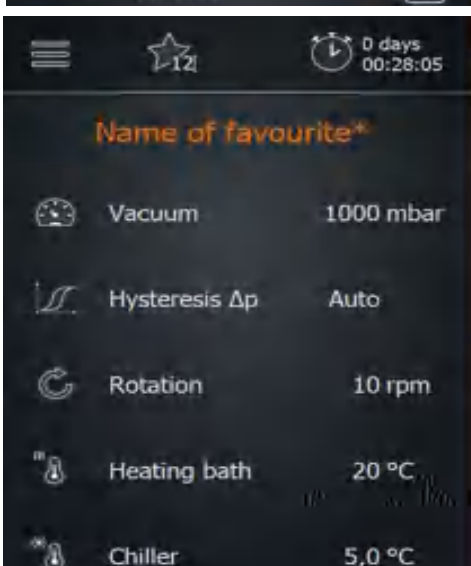 12
0 days
00:28:05
Name of favourite*
Vacuum 1000 mbar
Hysteresis Δp Auto
Rotation 10 rpm
Heating bath 20 °C
Chiller 5,0 °C